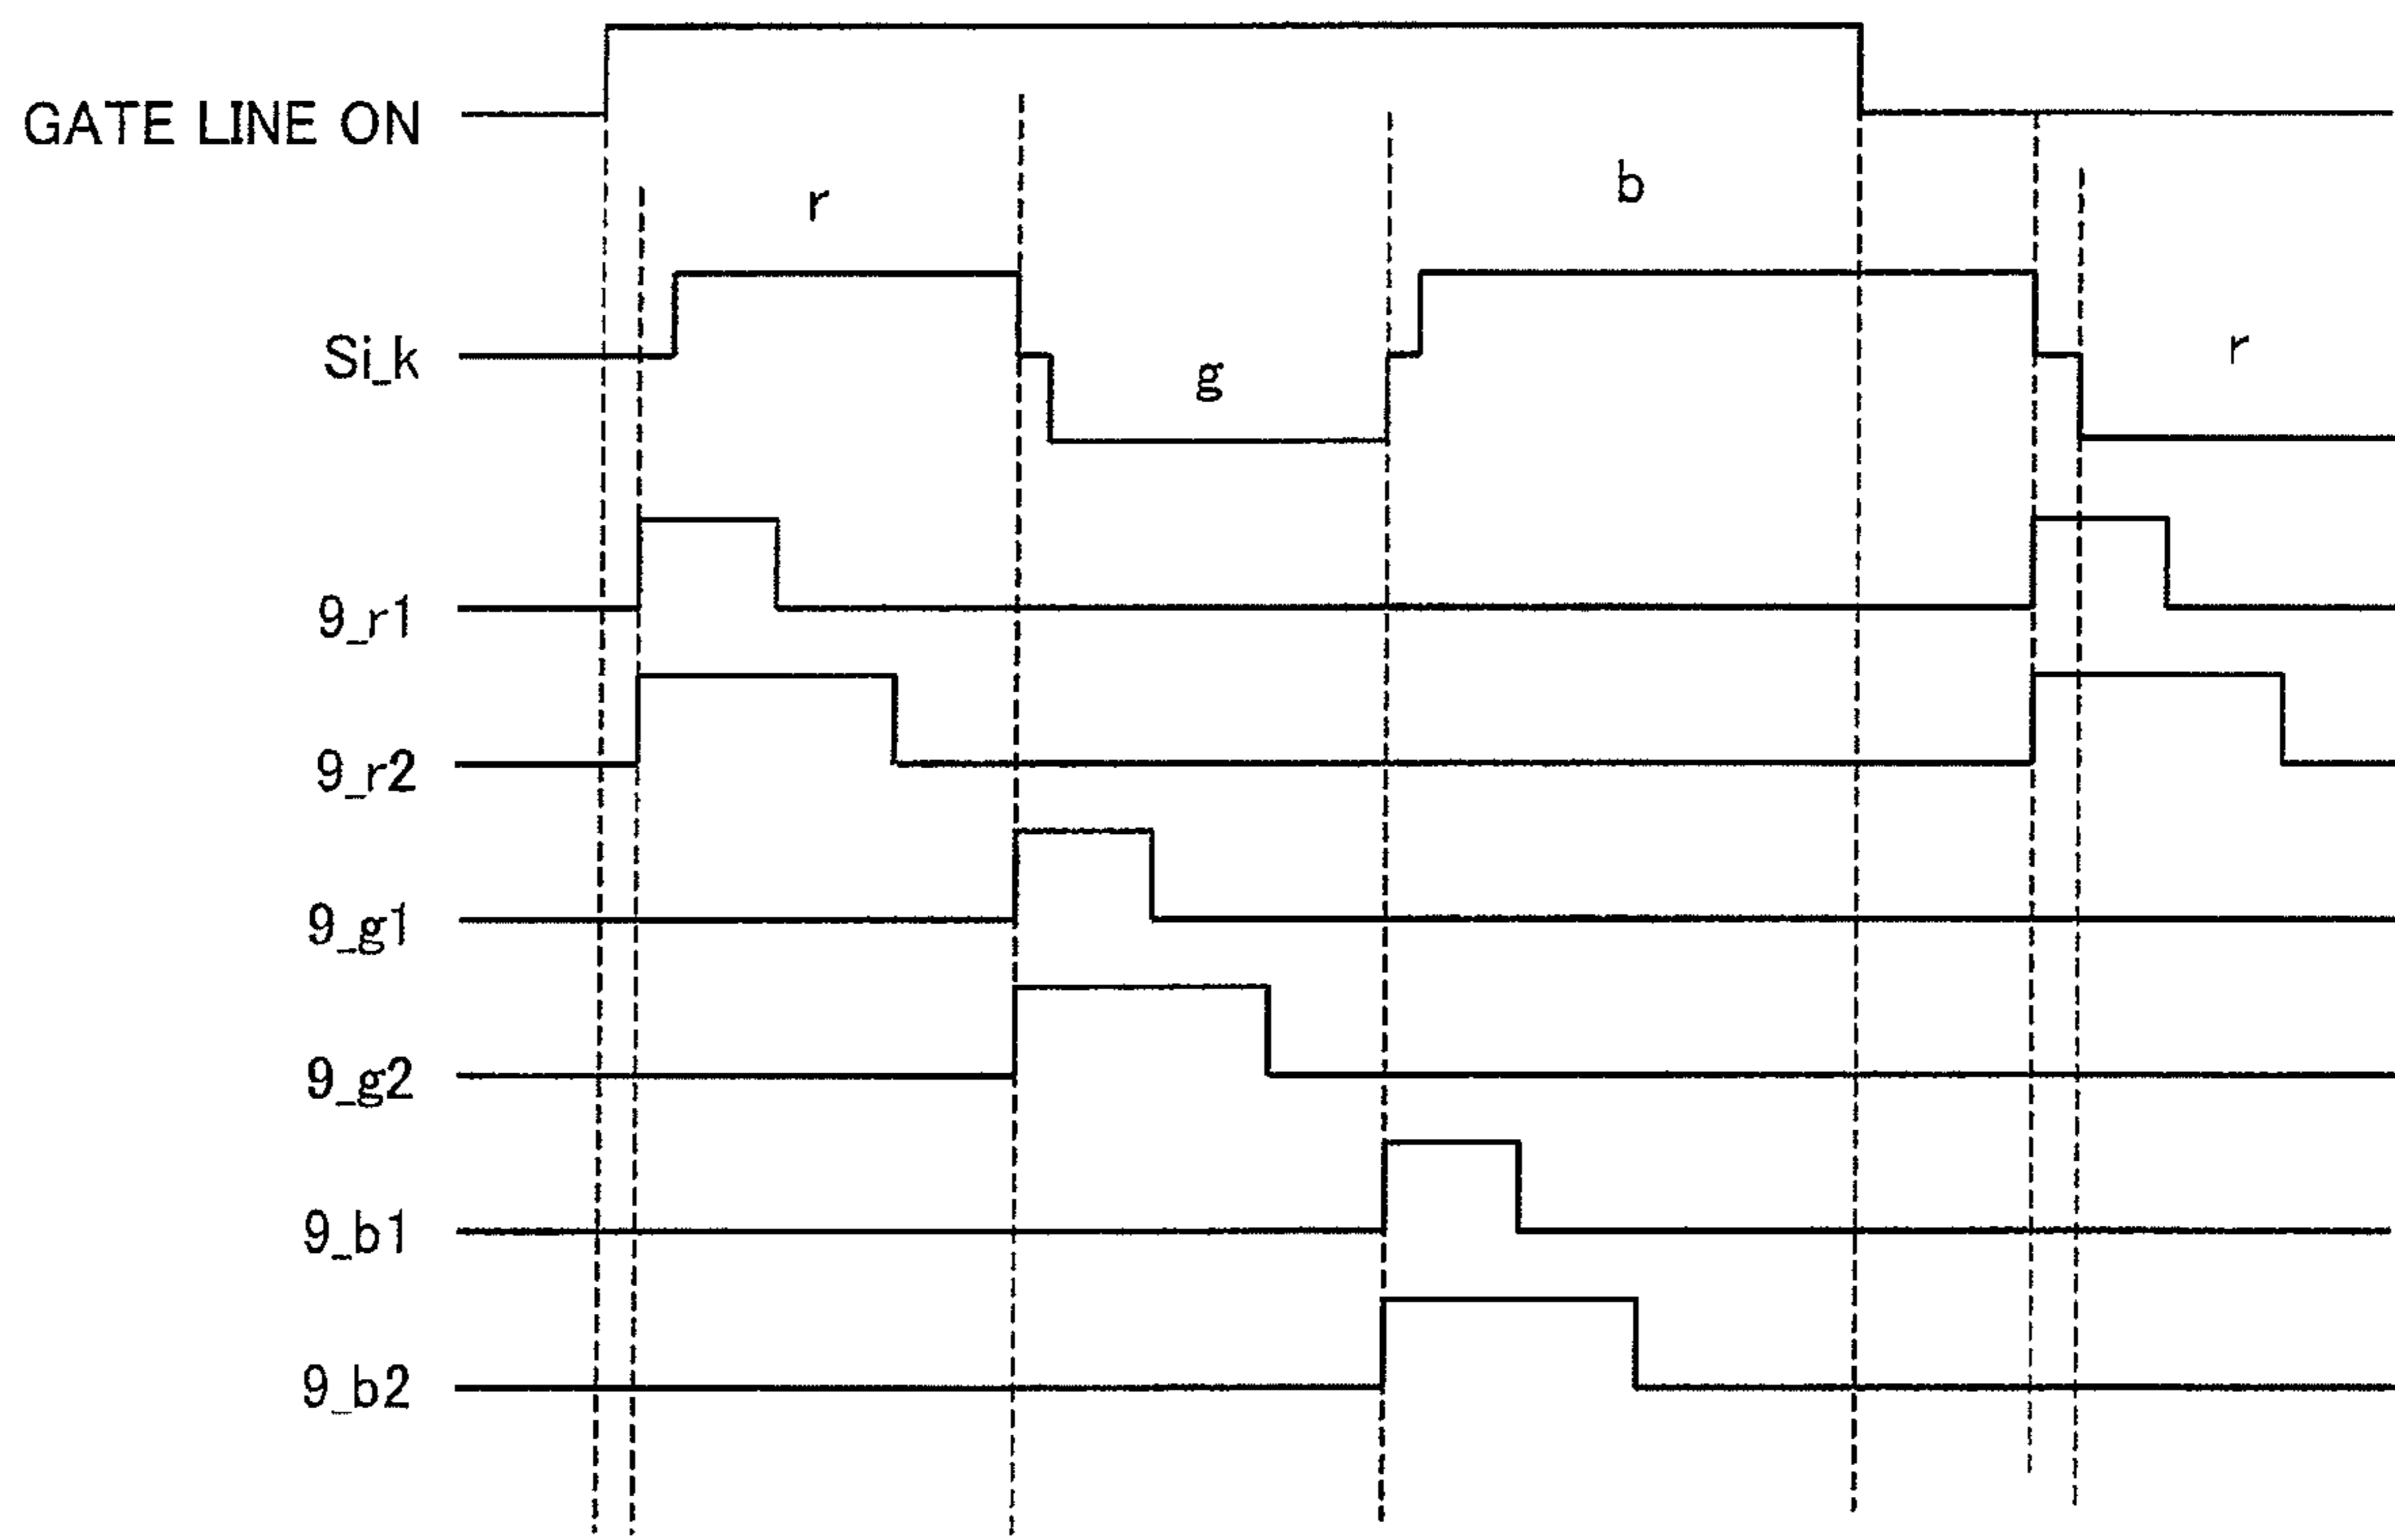 GATE LINE ON
r
b
Si_k
g
r
9_r1
9_r2
9_g1
9_g2
9_b1
9_b2